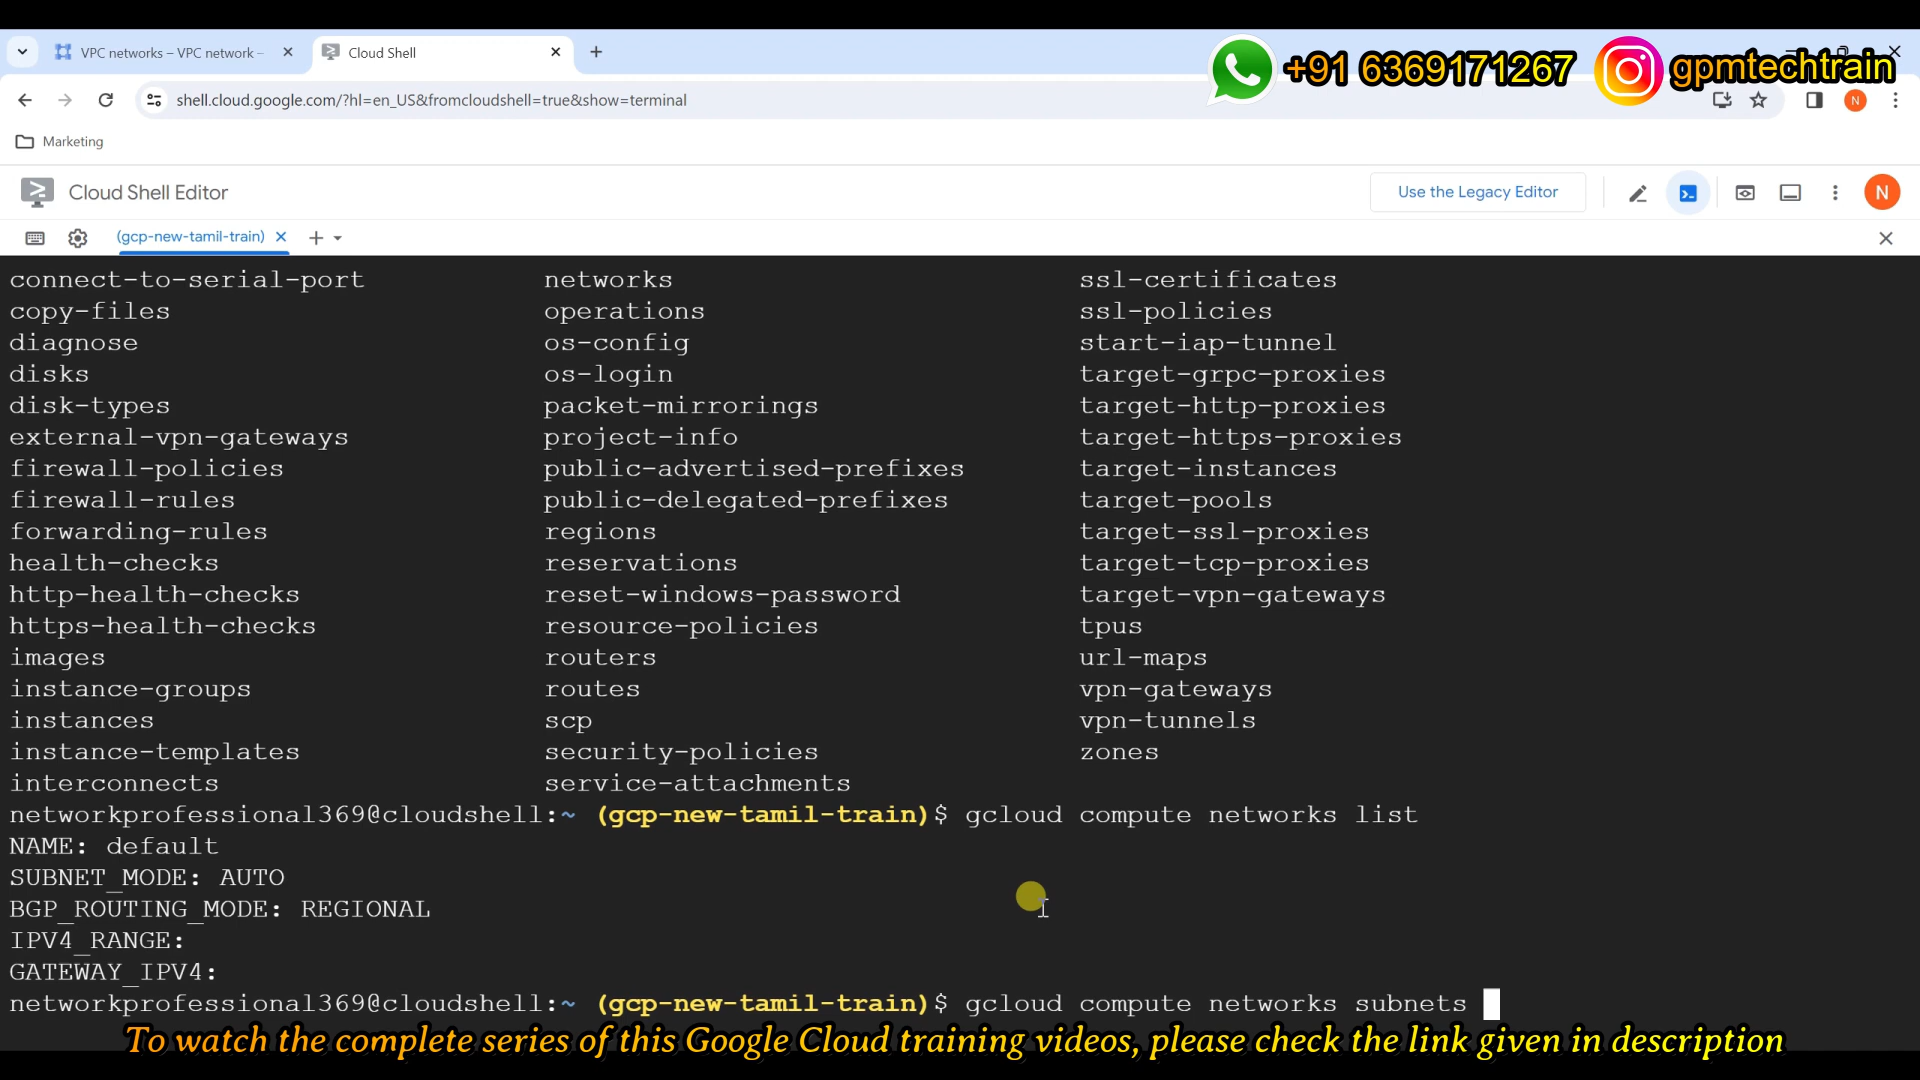 VPC networks – VPC network –
Cloud Shell
+91 6369171267
gpmtechtrain
shell.cloud.google.com/?hl=en_US&fromcloudshell=true&show=terminal
N
Marketing
Cloud Shell Editor
Use the Legacy Editor
N
(gcp-new-tamil-train)
connect-to-serial-port networks ssl-certificates
copy-files operations ssl-policies
diagnose os-config start-iap-tunnel
disks os-login target-grpc-proxies
disk-types packet-mirrorings target-http-proxies
external-vpn-gateways project-info target-https-proxies
firewall-policies public-advertised-prefixes target-instances
firewall-rules public-delegated-prefixes target-pools
forwarding-rules regions target-ssl-proxies
health-checks reservations target-tcp-proxies
http-health-checks reset-windows-password target-vpn-gateways
https-health-checks resource-policies tpus
images routers url-maps
instance-groups routes vpn-gateways
instances scp vpn-tunnels
instance-templates security-policies zones
interconnects service-attachments
networkprofessional369@cloudshell:~ (gcp-new-tamil-train)$ gcloud compute networks list
NAME: default
SUBNET_MODE: AUTO
BGP_ROUTING_MODE: REGIONAL
IPV4_RANGE:
GATEWAY_IPV4:
networkprofessional369@cloudshell:~ (gcp-new-tamil-train)$ gcloud compute networks subnets
To watch the complete series of this Google Cloud training videos, please check the link given in description